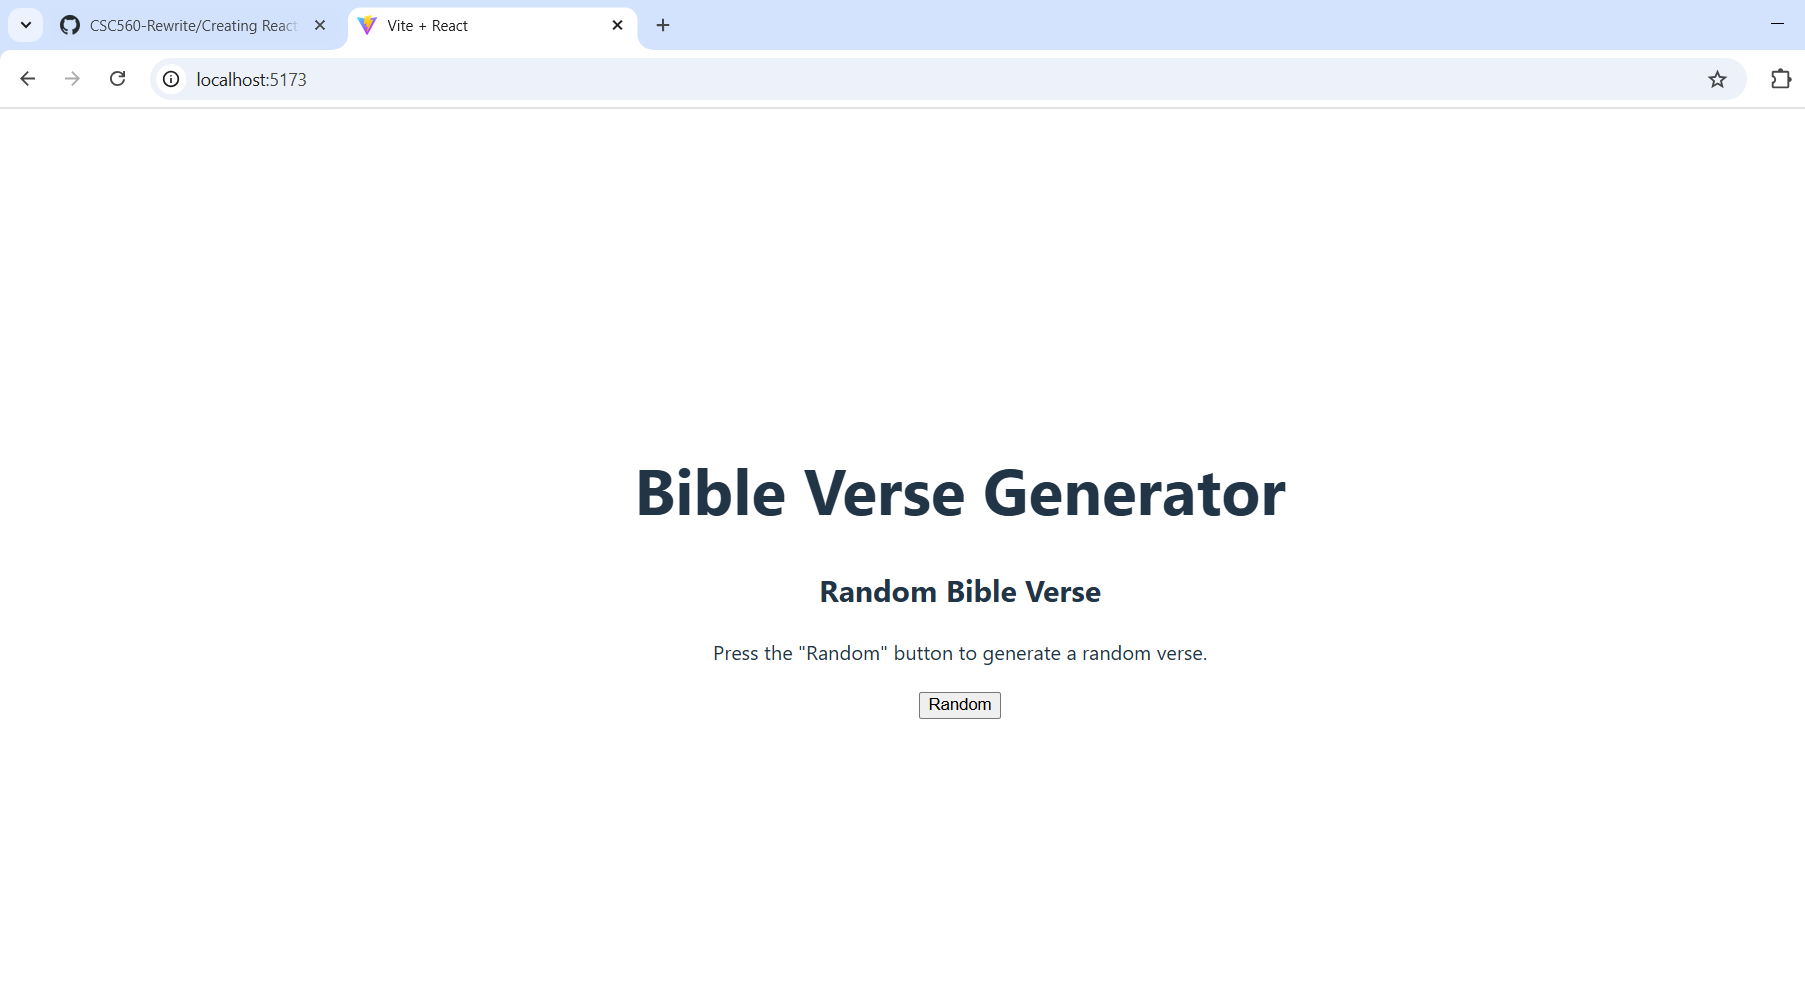 CSC560-Rewrite/Creating React
Vite + React
localhost:5173
Bible Verse Generator
Random Bible Verse
Press the "Random" button to generate a random verse.
Random